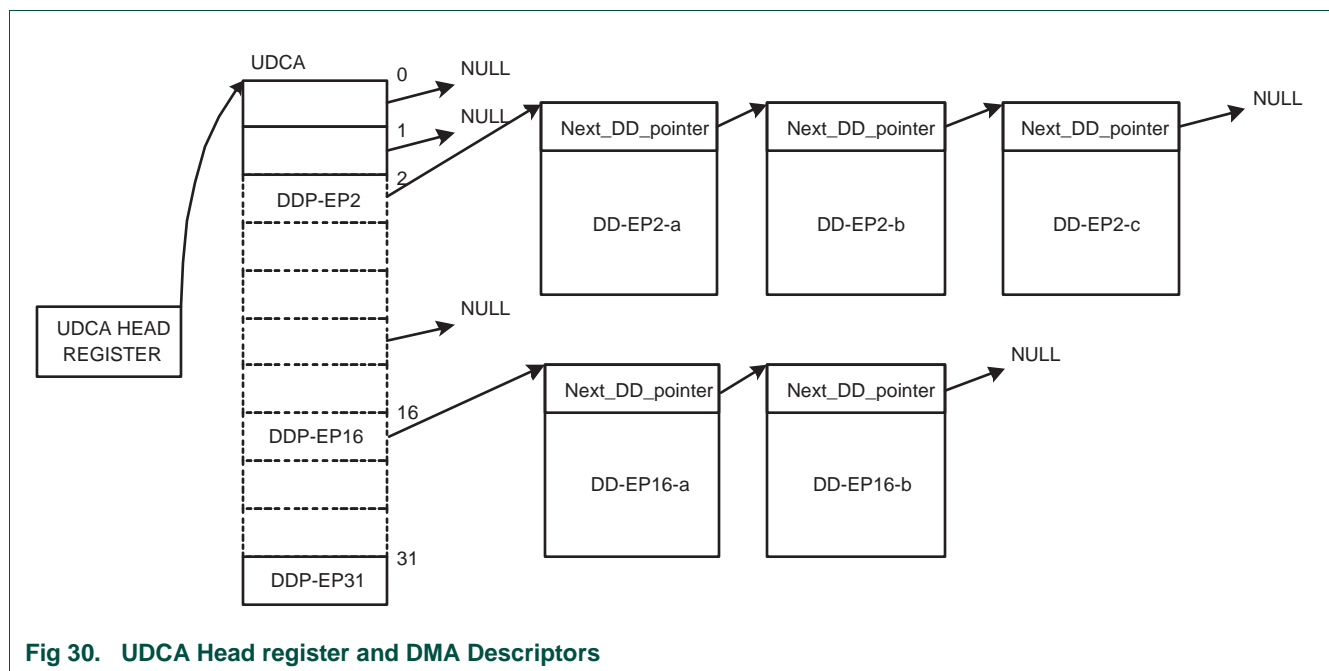 UDCA
0
NULL
1
NULL
2
DDP-EP2
Next_DD_pointer
DD-EP2-a
Next_DD_pointer
DD-EP2-b
Next_DD_pointer
DD-EP2-c
NULL
UDCA HEAD
REGISTER
NULL
16
DDP-EP16
Next_DD_pointer
DD-EP16-a
Next_DD_pointer
DD-EP16-b
NULL
31
DDP-EP31
Fig 30. UDCA Head register and DMA Descriptors